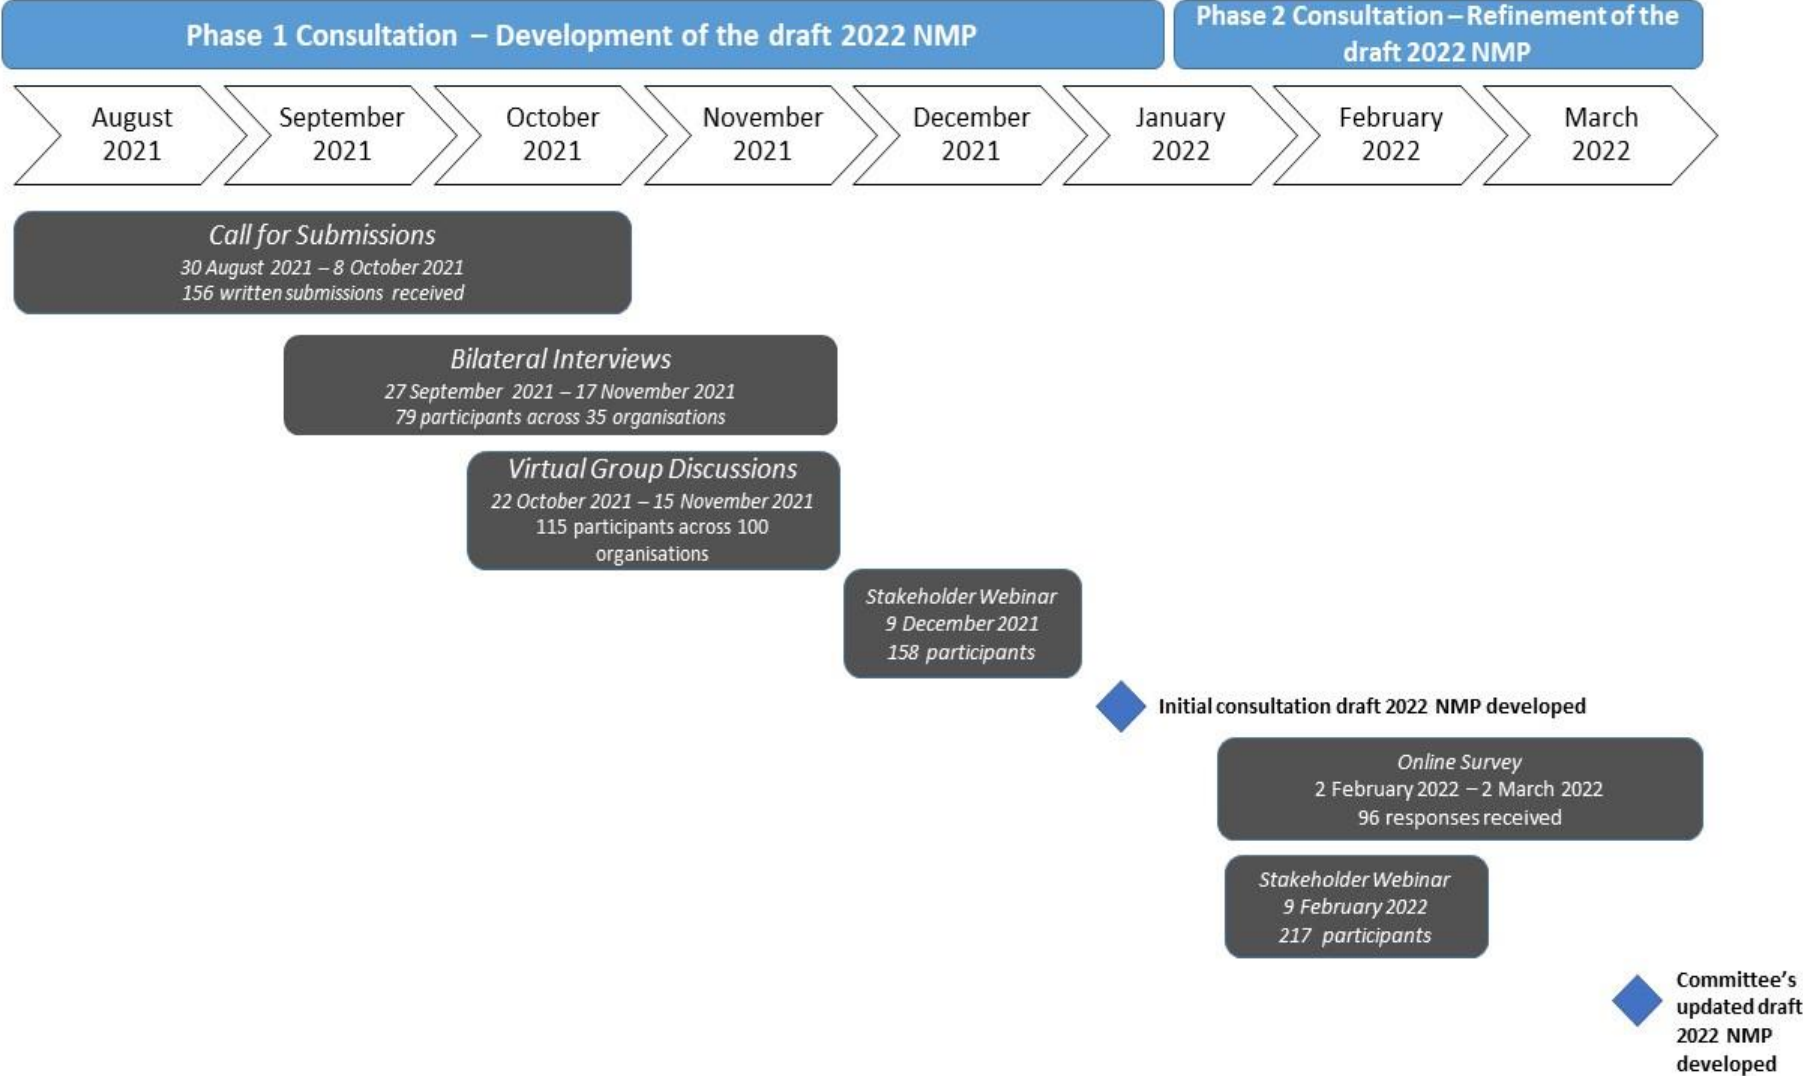 Phase 1 Consultation – Development of the draft 2022 NMP
Phase 2 Consultation – Refinement of the
draft 2022 NMP
August
2021
September
2021
October
2021
November
2021
December
2021
January
2022
February
2022
March
2022
Call for Submissions
30 August 2021 – 8 October 2021
156 written submissions received
Bilateral Interviews
27 September 2021 – 17 November 2021
79 participants across 35 organisations
Virtual Group Discussions
22 October 2021 – 15 November 2021
115 participants across 100
organisations
Stakeholder Webinar
9 December 2021
158 participants
Initial consultation draft 2022 NMP developed
Online Survey
2 February 2022 – 2 March 2022
96 responses received
Stakeholder Webinar
9 February 2022
217 participants
Committee’s
updated draft
2022 NMP
developed